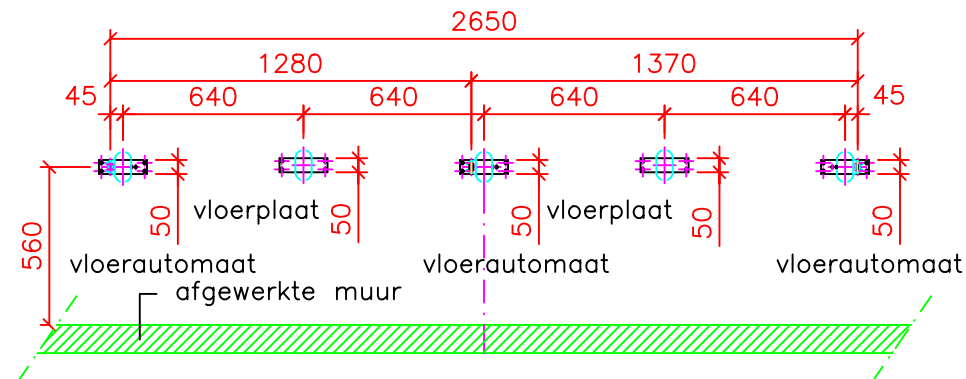 2650
1280 1370
45 640 640 640 640 45
50 50 50 50 50
560
vloerplaat vloerplaat
vloerautomaat vloerautomaat vloerautomaat
afgewerkte muur